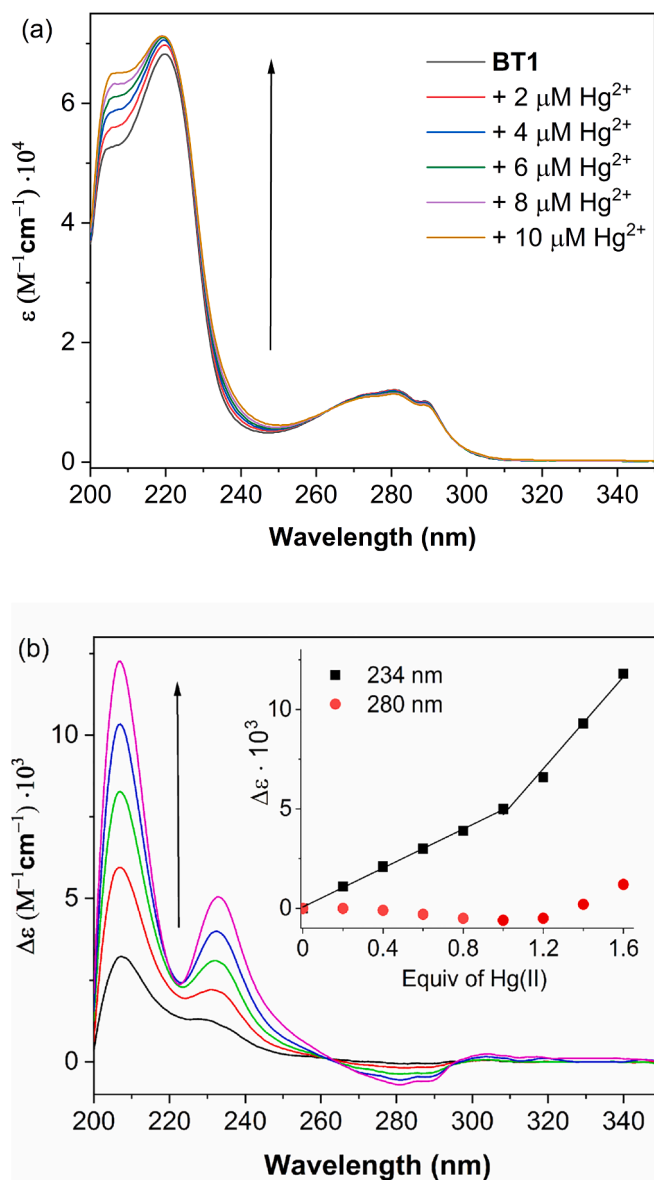 (a)
BT1
+ 2 μM Hg²⁺
+ 4 μM Hg²⁺
+ 6 μM Hg²⁺
+ 8 μM Hg²⁺
+ 10 μM Hg²⁺
ε (M⁻¹cm⁻¹) ·10⁴
6
4
2
0
200 220 240 260 280 300 320 340
Wavelength (nm)
(b)
234 nm
280 nm
Δε · 10³
10
5
0
0 0.4 0.8 1.2 1.6
Equiv of Hg(II)
Δε (M⁻¹cm⁻¹) ·10³
10
5
0
200 220 240 260 280 300 320 340
Wavelength (nm)